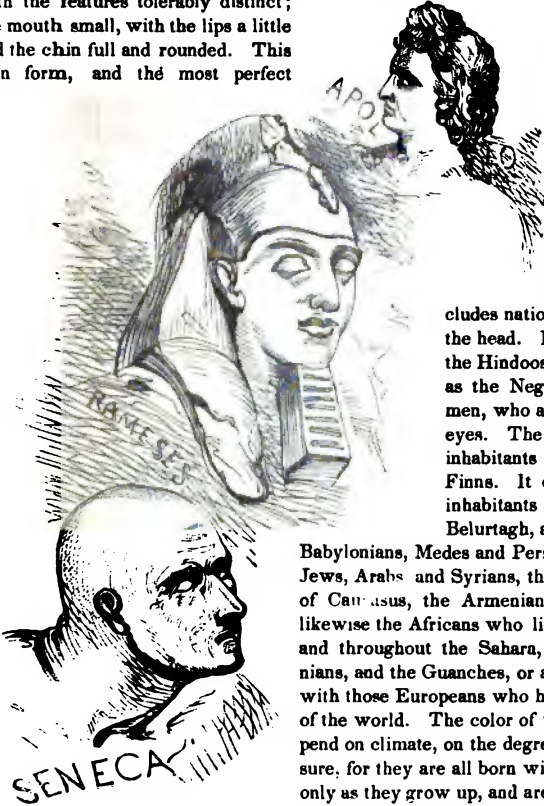 the features tolerably distinct;
mouth small, with the lips a little
the chin full and rounded. This
n form, and the most perfect
APOL
RAMESES
SENECA
cludes natio
the head.
the Hindoos
as the Neg
men, who a
eyes. The
inhabitants
Finns. It
inhabitants
Belurtagh, a
Babylonians, Medes and Pers
Jews, Arabs and Syrians, th
of Caucasus, the Armenian
likewise the Africans who li
and throughout the Sahara,
nians, and the Guanches, or a
with those Europeans who h
of the world. The color of
pend on climate, on the degre
sure, for they are all born wi
only as they grow up, and are